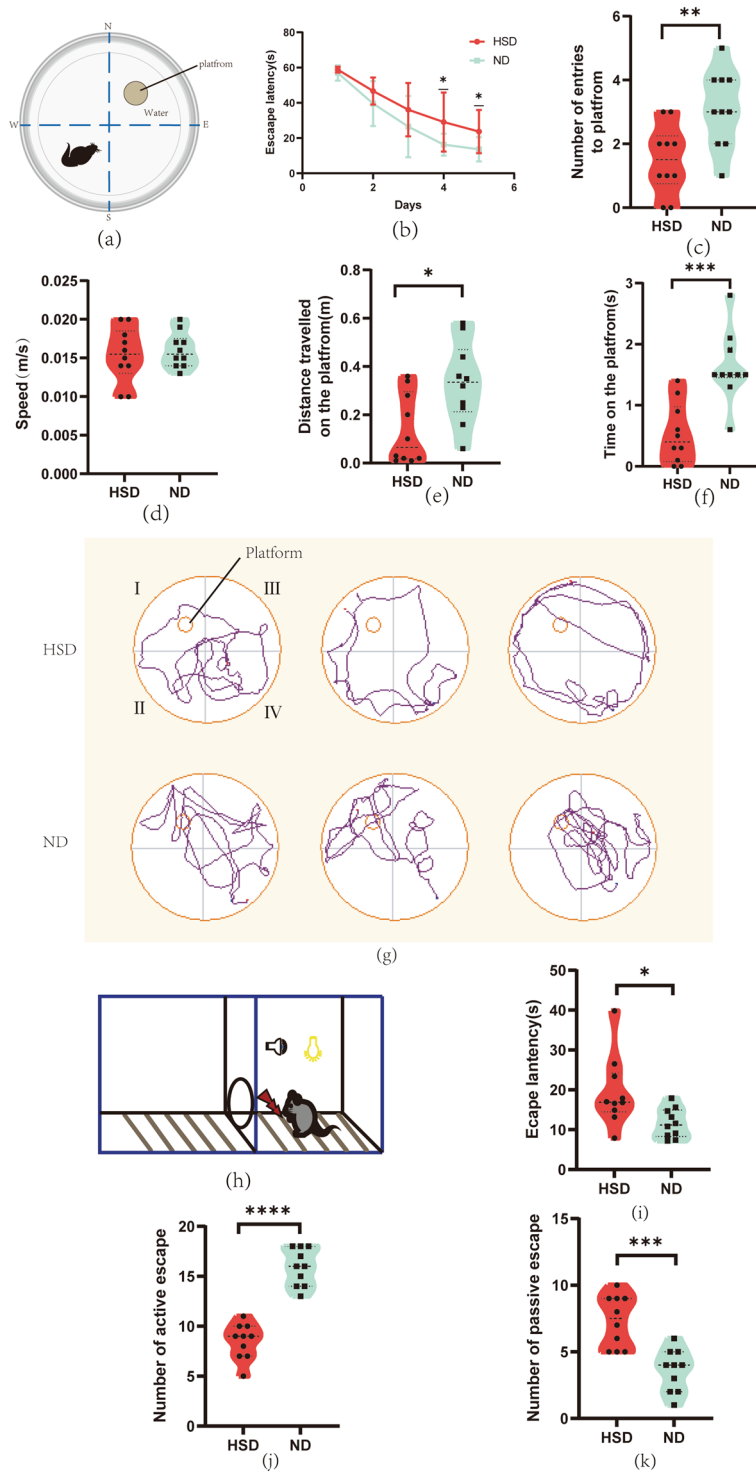 N
platfrom
Water
W
E
S
(a)
Escaape latency(s)
80
60
40
20
0
0
2
4
6
Days
HSD
ND
*
*
(b)
Number of entries
to platfrom
6
4
2
0
**
HSD
ND
(c)
Speed (m/s)
0.025
0.020
0.015
0.010
0.005
0.000
HSD
ND
(d)
Distance travelled
on the platfrom(m)
0.8
0.6
0.4
0.2
0.0
*
HSD
ND
(e)
Time on the platfrom(s)
3
2
1
0
***
HSD
ND
(f)
Platform
I
III
HSD
II
IV
ND
(g)
(h)
Ecape lantency(s)
50
40
30
20
10
0
*
HSD
ND
(i)
Number of active escape
20
15
10
5
0
****
HSD
ND
(j)
Number of passive escape
15
10
5
0
***
HSD
ND
(k)